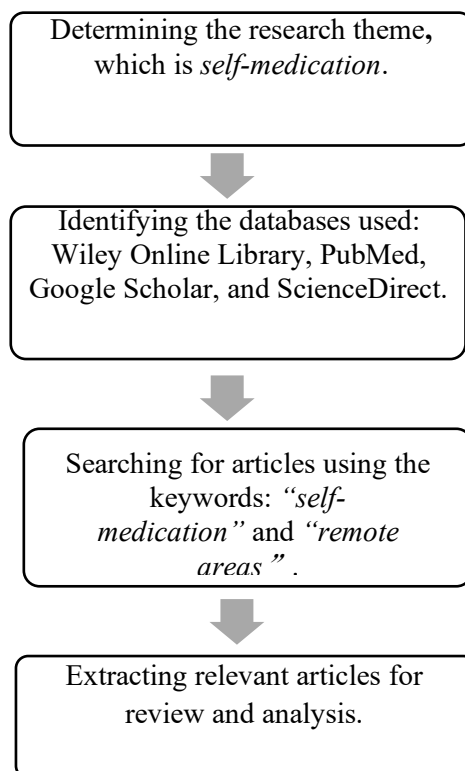 Determining the research theme,
which is self-medication.
Identifying the databases used:
Wiley Online Library, PubMed,
Google Scholar, and ScienceDirect.
Searching for articles using the
keywords: “self-
medication” and “remote
areas” .
Extracting relevant articles for
review and analysis.